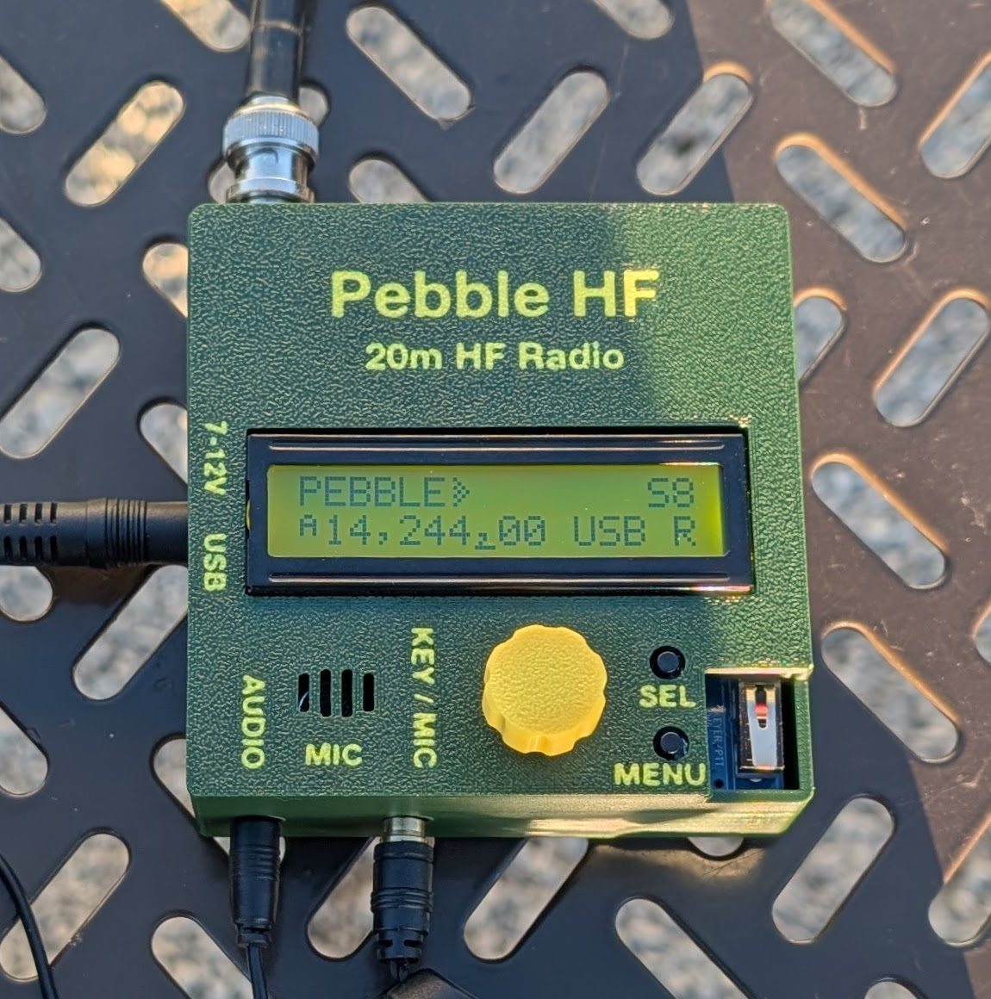 Pebble HF
20m HF Radio
7-12V USB
PEBBLE> S8
A14,244.00 USB R
AUDIO
MIC
KEY / MIC
SEL
MENU